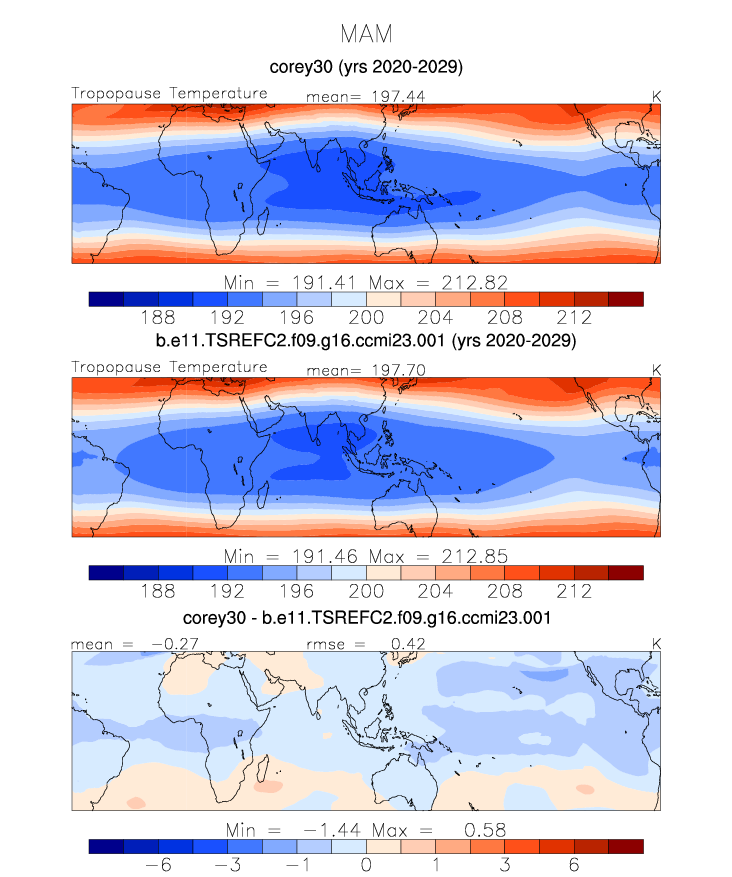 MAM
corey30 (yrs 2020-2029)
Tropopause Temperature mean= 197.44 K
Min = 191.41 Max = 212.82
188 192 196 200 204 208 212
b.e11.TSREFC2.f09.g16.ccmi23.001 (yrs 2020-2029)
Tropopause Temperature mean= 197.70 K
Min = 191.46 Max = 212.85
188 192 196 200 204 208 212
corey30 - b.e11.TSREFC2.f09.g16.ccmi23.001
mean = -0.27 rmse = 0.42 K
Min = -1.44 Max = 0.58
-6 -3 -1 0 1 3 6